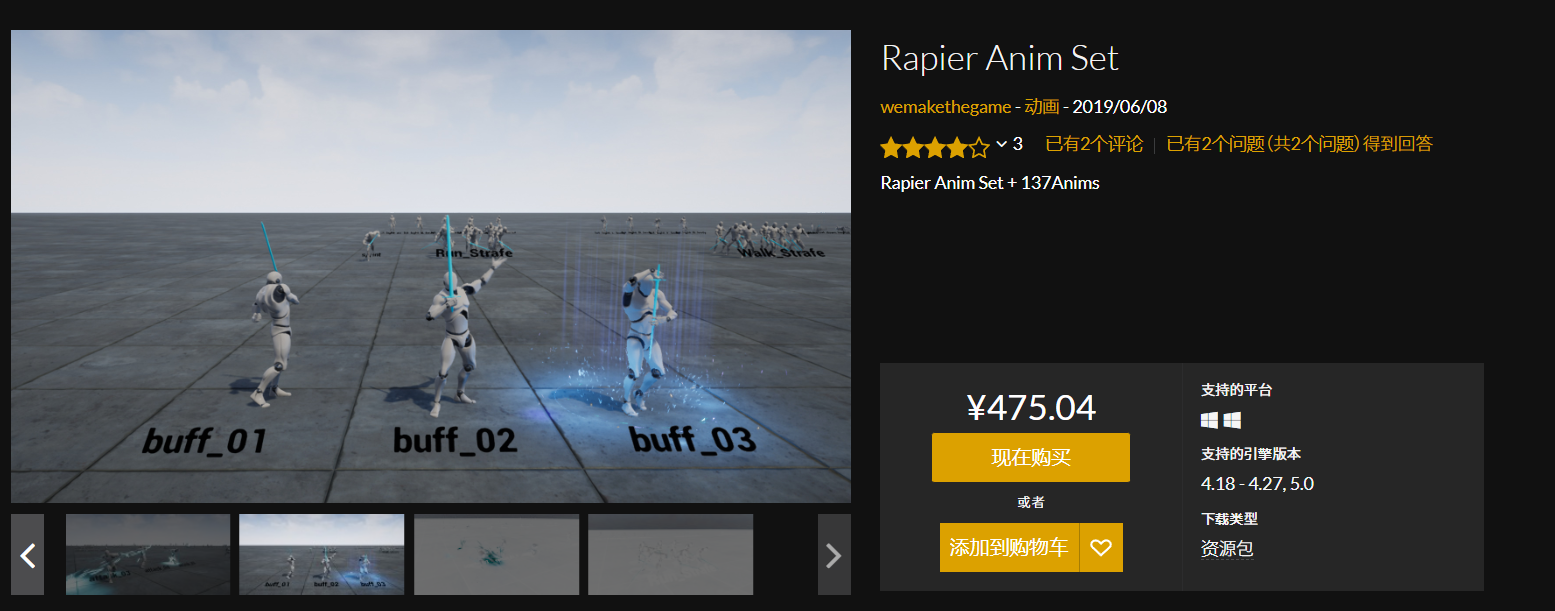 Rapier Anim Set
wemakethegame - 动画 - 2019/06/08
3 已有2个评论 已有2个问题(共2个问题)得到回答
Rapier Anim Set + 137Anims
Run_Strafe
Walk_Strafe
buff_01
buff_02
buff_03
¥475.04
现在购买
或者
添加到购物车
支持的平台
支持的引擎版本
4.18 - 4.27, 5.0
下载类型
资源包
buff_01
buff_02
buff_03